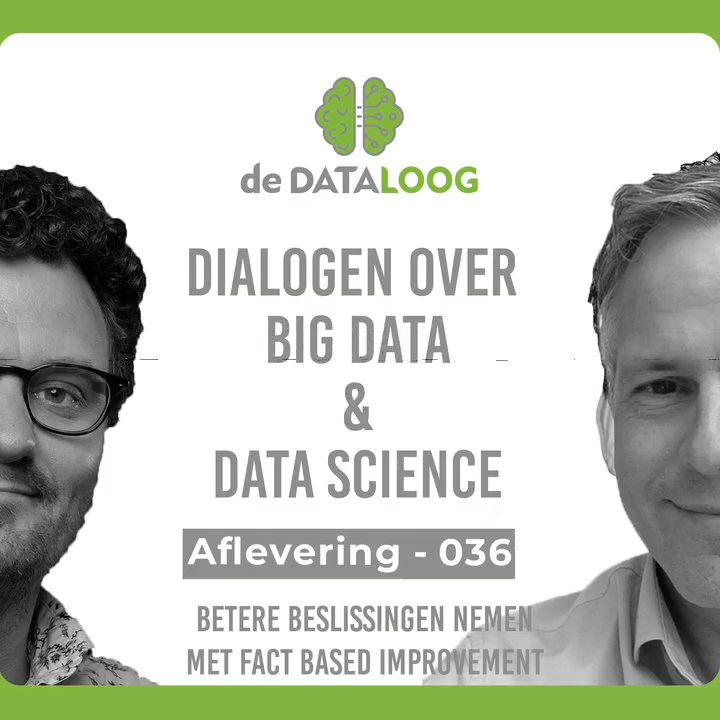 de DATALOOG
DIALOGEN OVER
BIG DATA
&
DATA SCIENCE
Aflevering - 036
BETERE BESLISSINGEN NEMEN
MET FACT BASED IMPROVEMENT